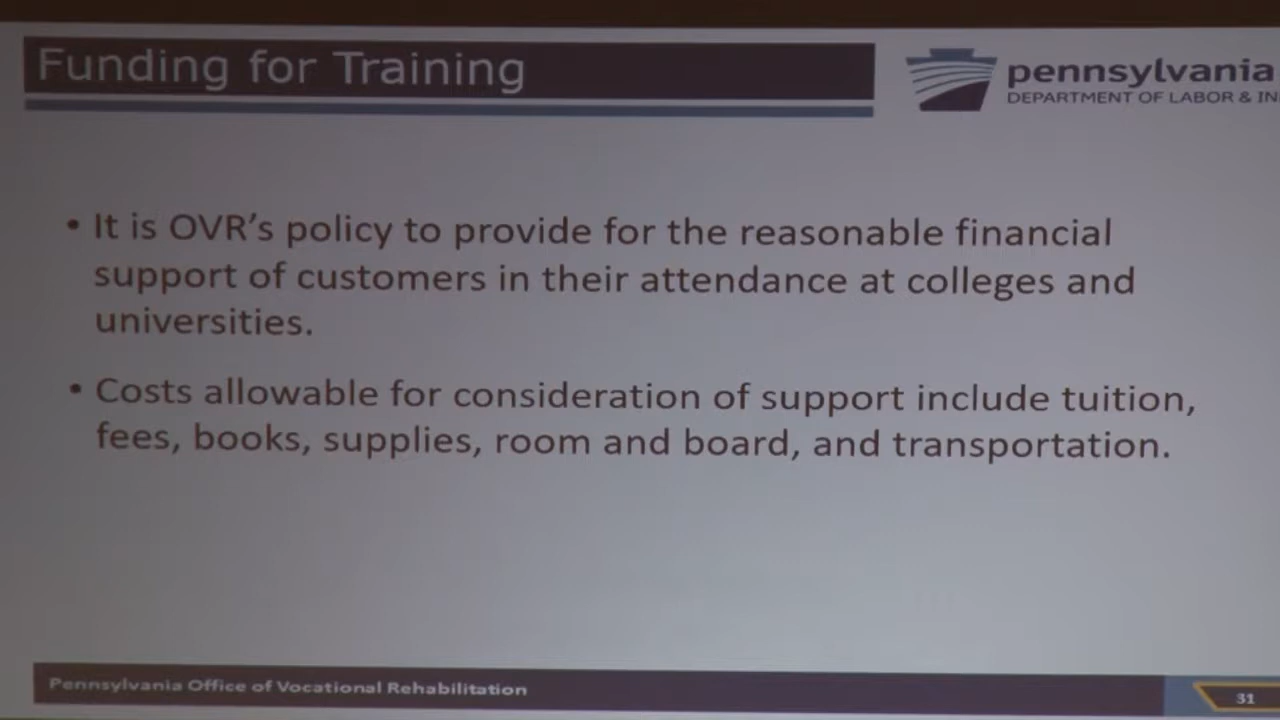 Funding for Training
pennsylvania
DEPARTMENT OF LABOR &
• It is OVR's policy to provide for the reasonable financial
support of customers in their attendance at colleges and
universities.
• Costs allowable for consideration of support include tuition,
fees, books, supplies, room and board, and transportation.
Pennsylvania Office of Vocational Rehabilitation
31